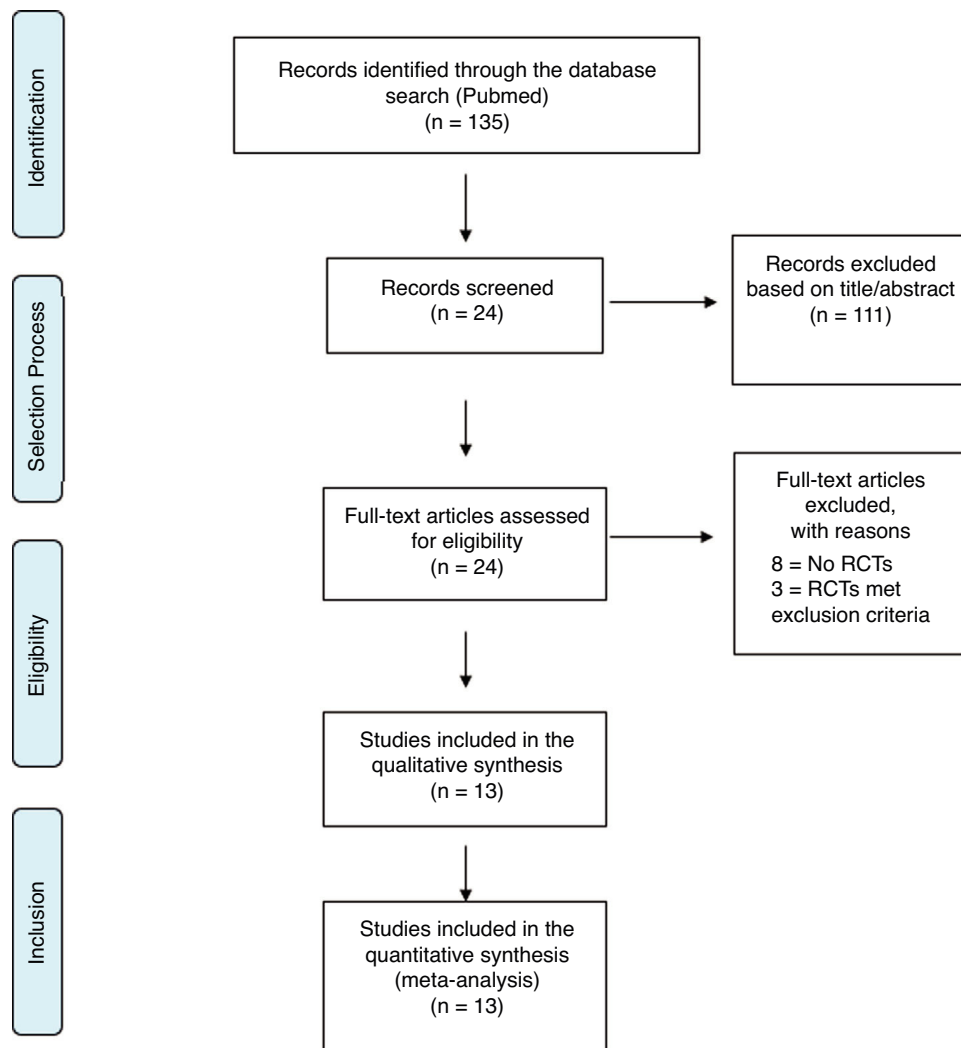 Identification
Records identified through the database
search (Pubmed)
(n = 135)
Selection Process
Records screened
(n = 24)
Records excluded
based on title/abstract
(n = 111)
Full-text articles assessed
for eligibility
(n = 24)
Full-text articles
excluded,
with reasons
8 = No RCTs
3 = RCTs met
exclusion criteria
Eligibility
Studies included in the
qualitative synthesis
(n = 13)
Inclusion
Studies included in the
quantitative synthesis
(meta-analysis)
(n = 13)